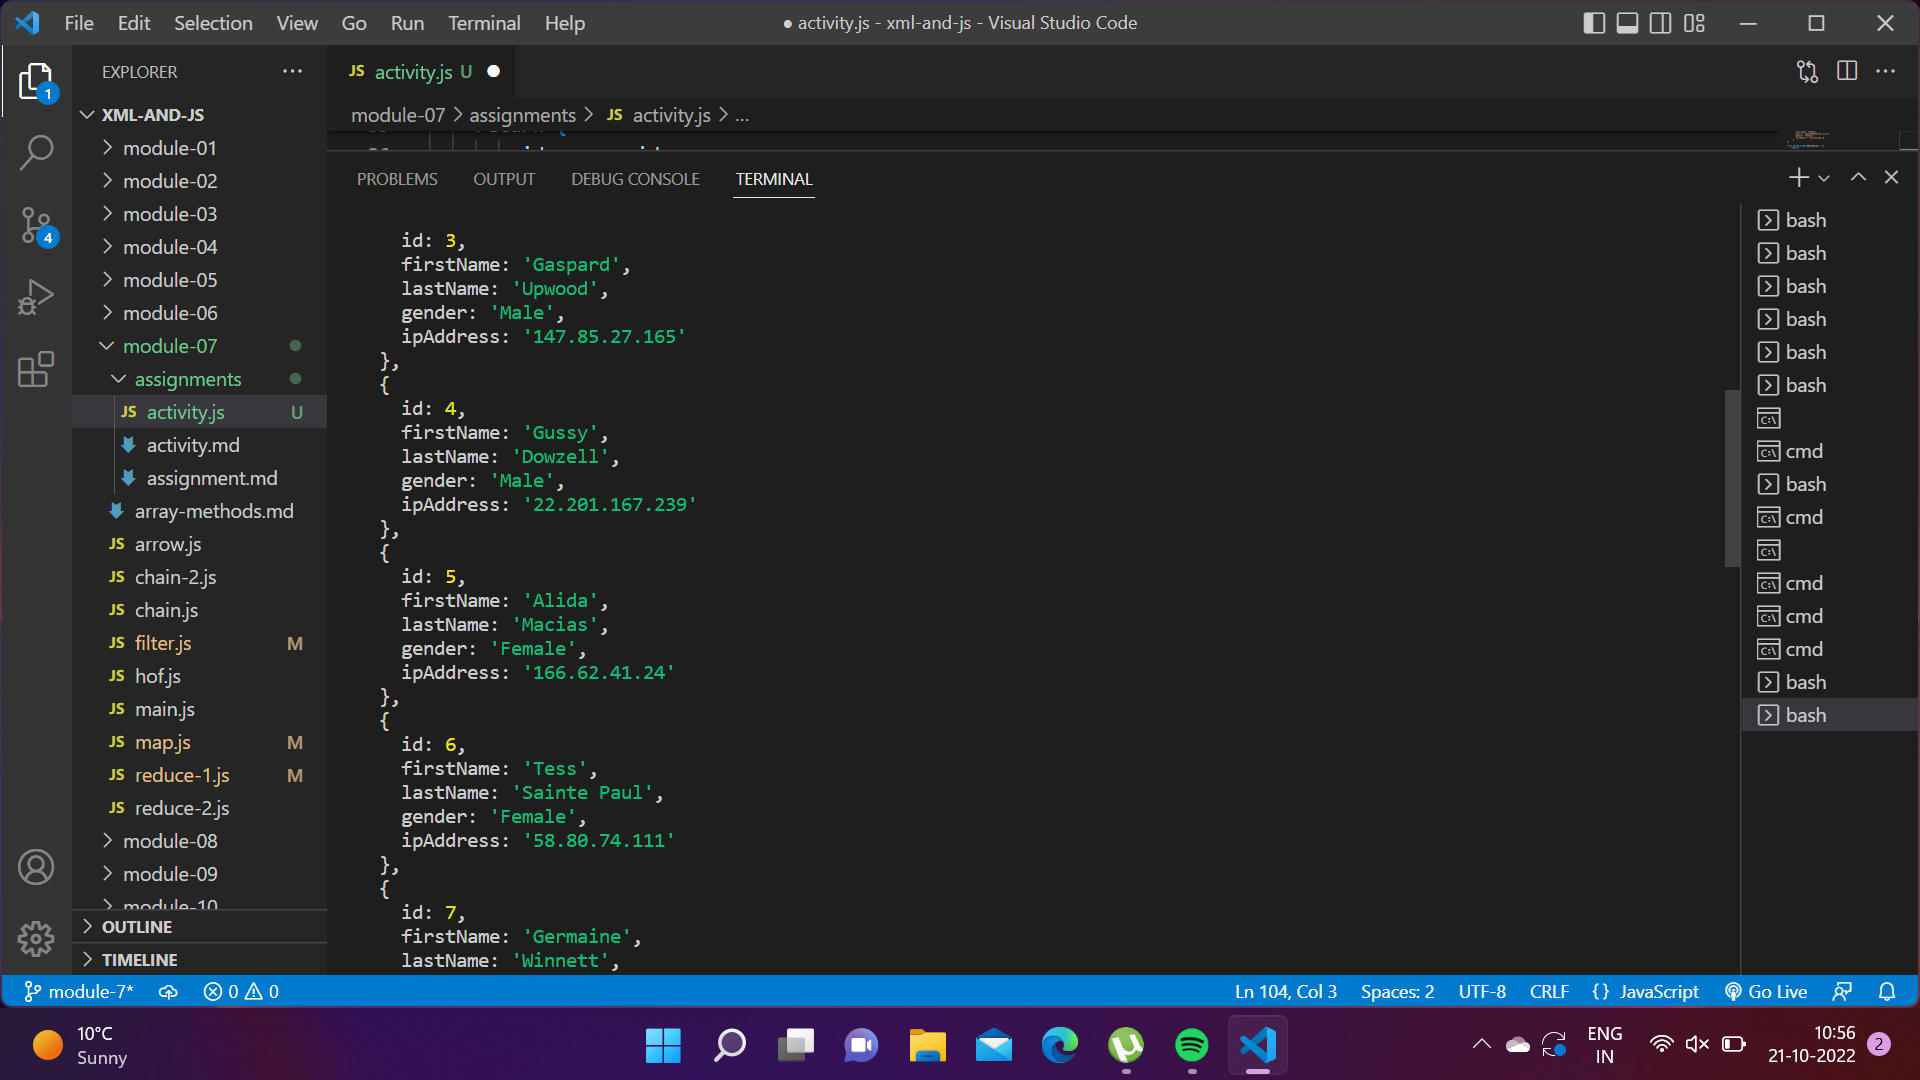 File Edit Selection View Go Run Terminal Help
● activity.js - xml-and-js - Visual Studio Code
EXPLORER
JS activity.js U
module-07 > assignments > JS activity.js > ...
XML-AND-JS
module-01
module-02
module-03
module-04
module-05
module-06
module-07
assignments
JS activity.js U
activity.md
assignment.md
array-methods.md
JS arrow.js
JS chain-2.js
JS chain.js
JS filter.js M
JS hof.js
JS main.js
JS map.js M
JS reduce-1.js M
JS reduce-2.js
module-08
module-09
module-10
OUTLINE
TIMELINE
1
4
PROBLEMS OUTPUT DEBUG CONSOLE TERMINAL
id: 3,
firstName: 'Gaspard',
lastName: 'Upwood',
gender: 'Male',
ipAddress: '147.85.27.165'
},
{
id: 4,
firstName: 'Gussy',
lastName: 'Dowzell',
gender: 'Male',
ipAddress: '22.201.167.239'
},
{
id: 5,
firstName: 'Alida',
lastName: 'Macias',
gender: 'Female',
ipAddress: '166.62.41.24'
},
{
id: 6,
firstName: 'Tess',
lastName: 'Sainte Paul',
gender: 'Female',
ipAddress: '58.80.74.111'
},
{
id: 7,
firstName: 'Germaine',
lastName: 'Winnett',
bash
bash
bash
bash
bash
bash
cmd
bash
cmd
cmd
cmd
cmd
bash
bash
module-7* 0 0
Ln 104, Col 3 Spaces: 2 UTF-8 CRLF {} JavaScript Go Live
10°C
Sunny
ENG
IN
10:56
21-10-2022
2